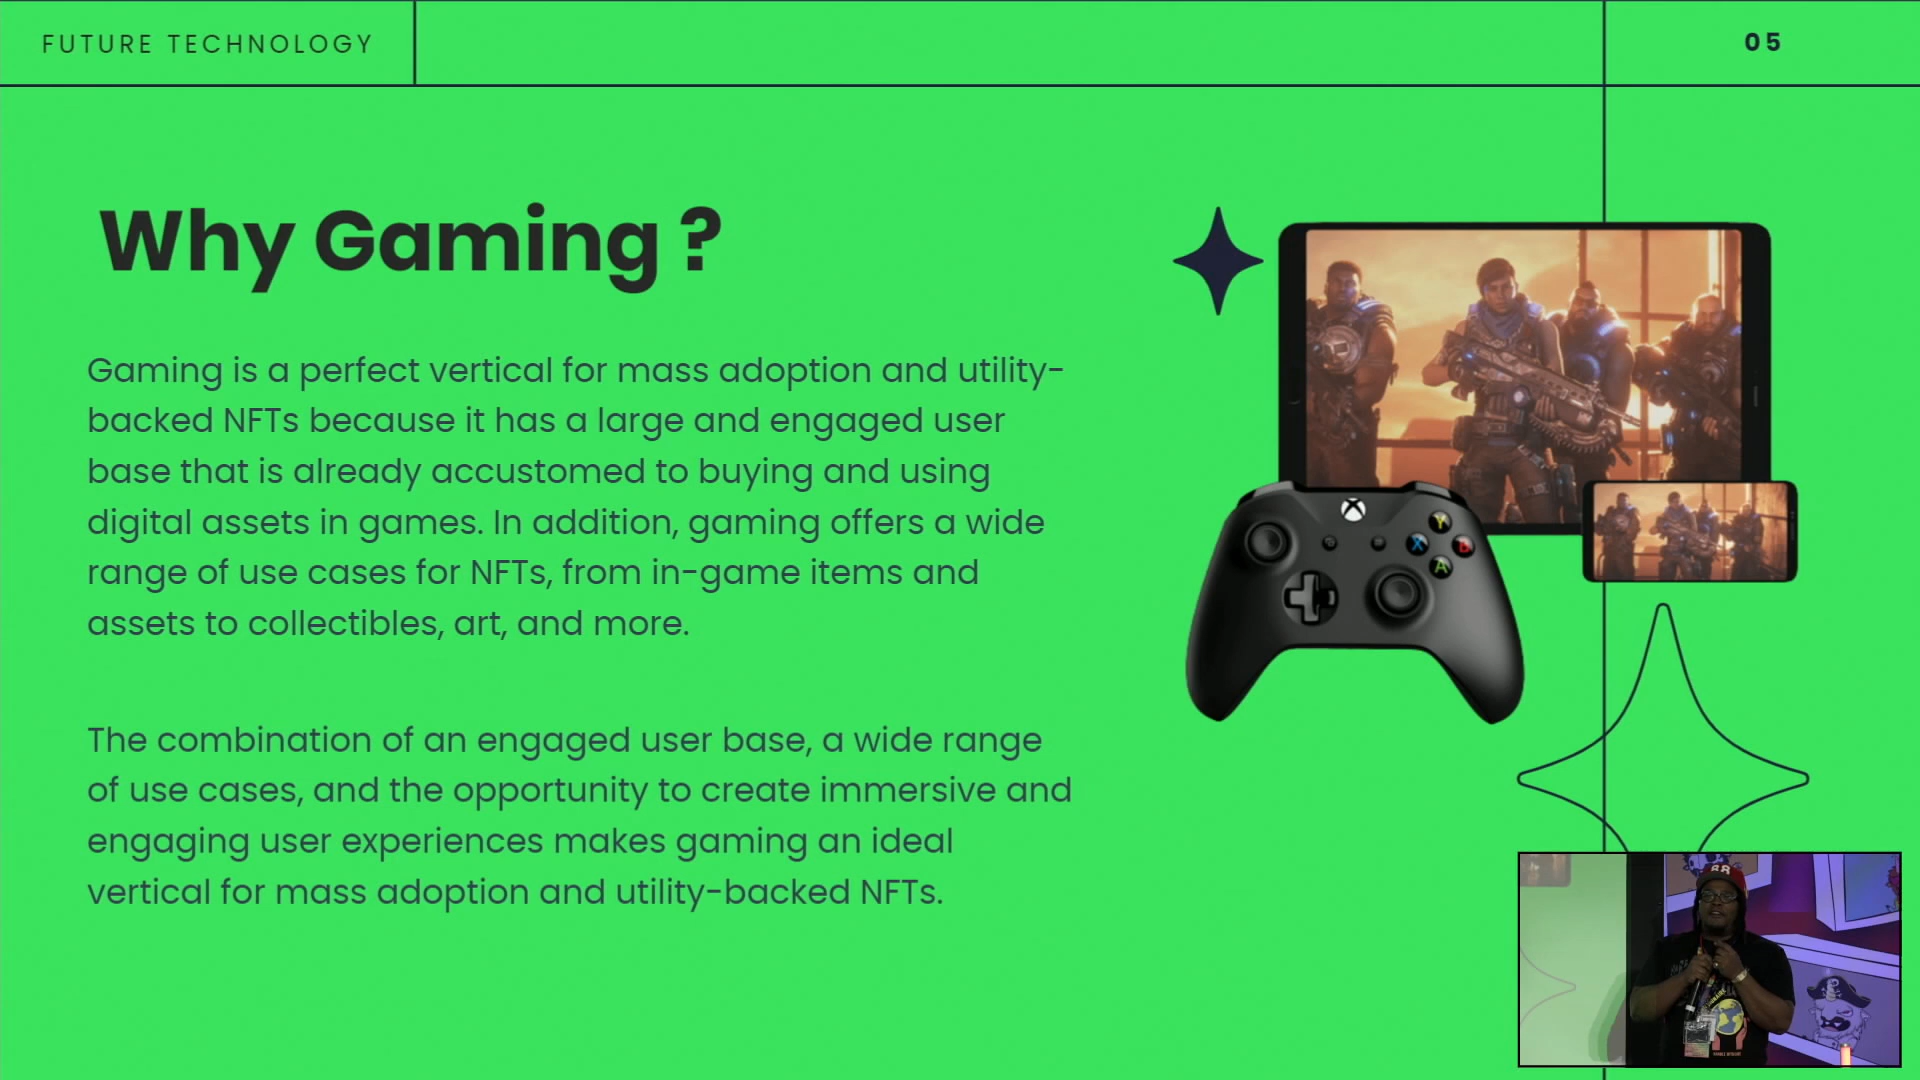 FUTURE TECHNOLOGY
05
Why Gaming ?
Gaming is a perfect vertical for mass adoption and utility-
backed NFTs because it has a large and engaged user
base that is already accustomed to buying and using
digital assets in games. In addition, gaming offers a wide
range of use cases for NFTs, from in-game items and
assets to collectibles, art, and more.
The combination of an engaged user base, a wide range
of use cases, and the opportunity to create immersive and
engaging user experiences makes gaming an ideal
vertical for mass adoption and utility-backed NFTs.
Y
X
B
A